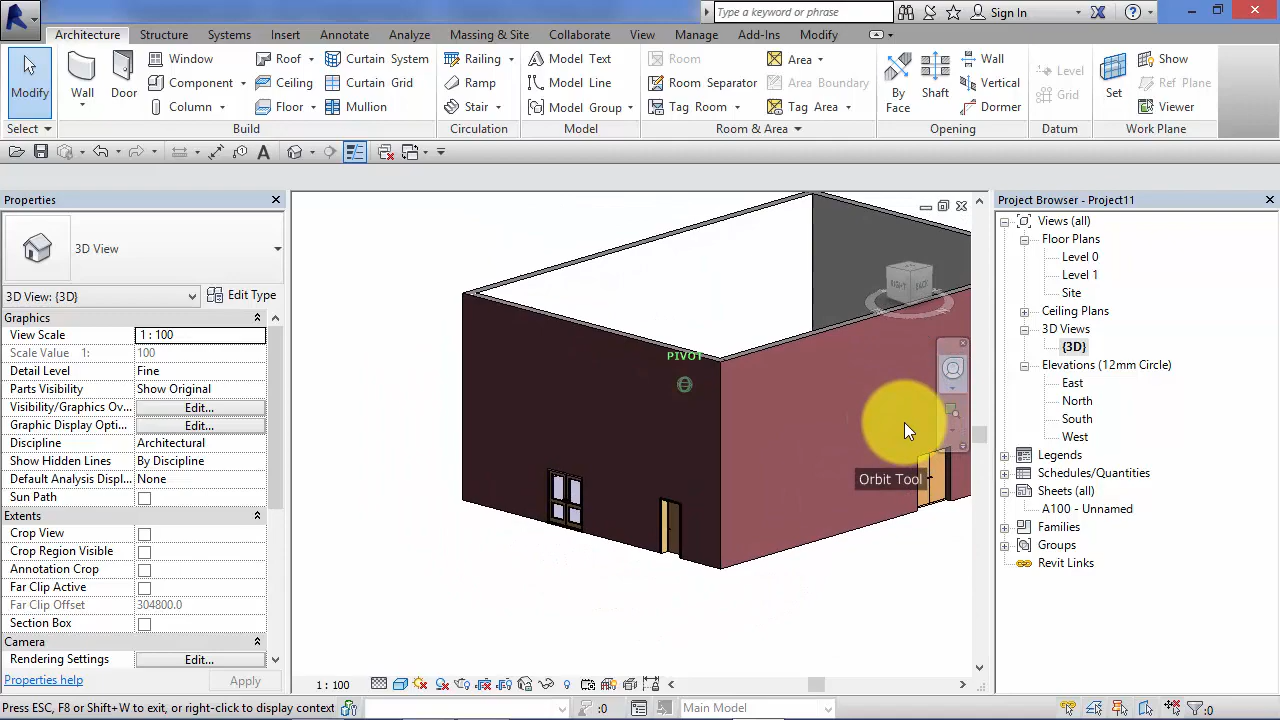 Type a keyword or phrase
Sign In
Architecture Structure Systems Insert Annotate Analyze Massing & Site Collaborate View Manage Add-Ins Modify
Modify
Wall
Door
Window
Component
Column
Roof
Ceiling
Floor
Curtain System
Curtain Grid
Mullion
Railing
Ramp
Stair
Model Text
Model Line
Model Group
Room
Room Separator
Tag Room
Area
Area Boundary
Tag Area
By Face
Shaft
Wall
Vertical
Dormer
Level
Grid
Set
Show
Ref Plane
Viewer
Select Build Circulation Model Room & Area Opening Datum Work Plane
Properties
3D View
3D View: {3D}
Edit Type
Graphics
View Scale 1 : 100
Scale Value 1: 100
Detail Level Fine
Parts Visibility Show Original
Visibility/Graphics Ov... Edit...
Graphic Display Optio... Edit...
Discipline Architectural
Show Hidden Lines By Discipline
Default Analysis Displ... None
Sun Path
Extents
Crop View
Crop Region Visible
Annotation Crop
Far Clip Active
Far Clip Offset 304800.0
Section Box
Camera
Rendering Settings Edit...
Properties help
Apply
PIVOT
RIGHT
Orbit Tool
1 : 100
Project Browser - Project11
Views (all)
Floor Plans
Level 0
Level 1
Site
Ceiling Plans
3D Views
{3D}
Elevations (12mm Circle)
East
North
South
West
Legends
Schedules/Quantities
Sheets (all)
A100 - Unnamed
Families
Groups
Revit Links
Press ESC, F8 or Shift+W to exit, or right-click to display context
:0
Main Model
:0